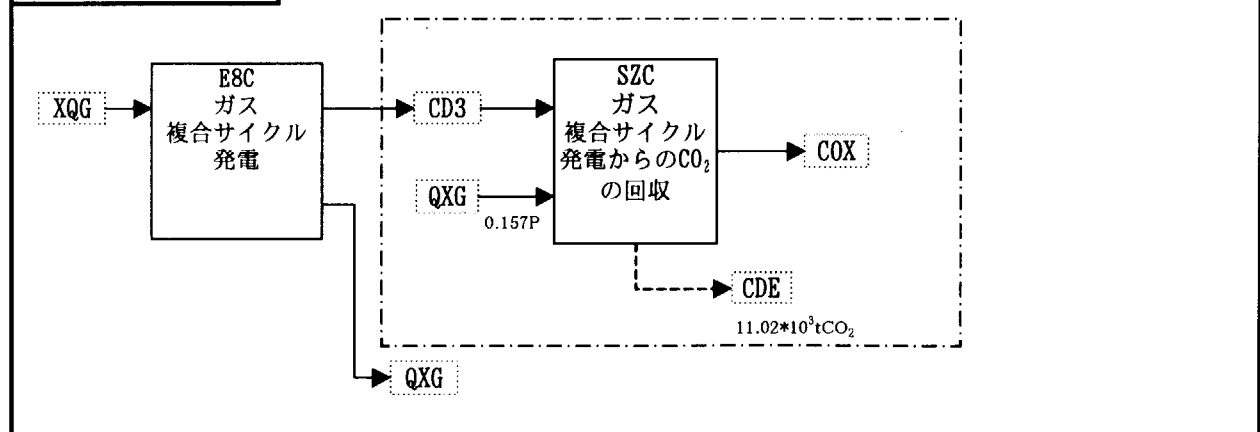 XQG
E8C
ガス
複合サイクル
発電
CD3
QXG
0.157P
SZC
ガス
複合サイクル
発電からのCO₂
の回収
COX
CDE
11.02*10³tCO₂
QXG